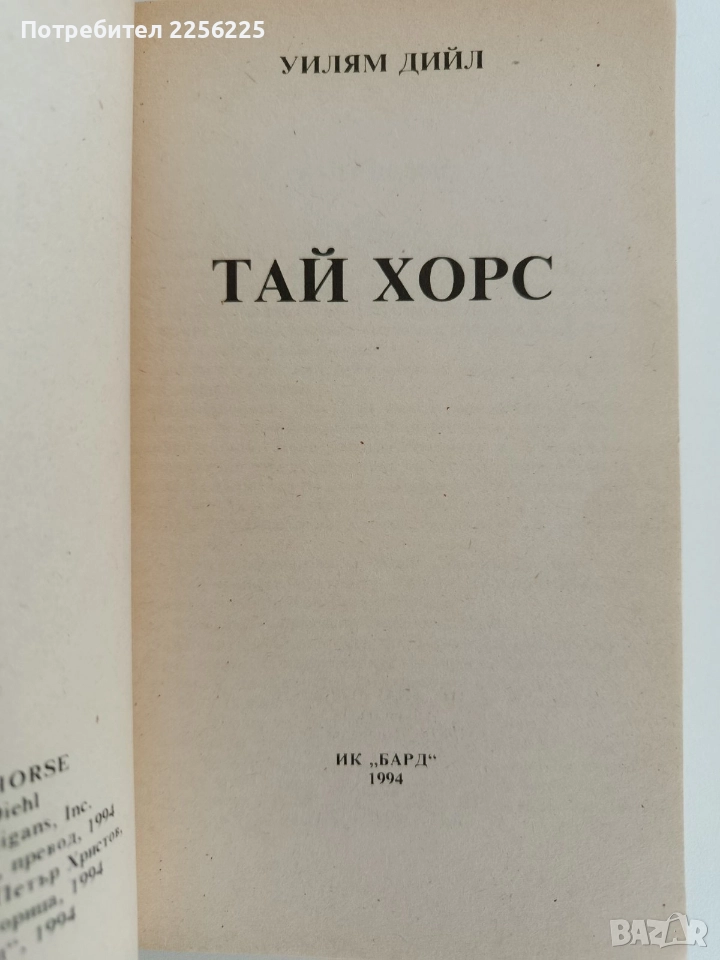 Потребител 2256225
УИЛЯМ ДИЙЛ
ТАЙ ХОРС
ИК „БАРД“
1994
HORSE
Diehl
igans, Inc.
превод, 1994
Петър Христов,
1994
“, 1994
BAZAR